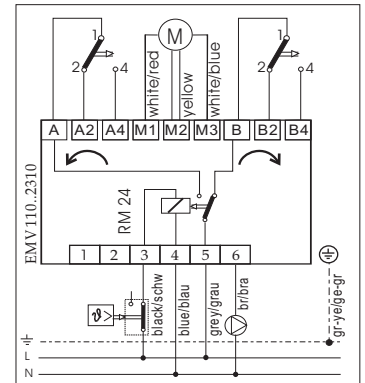 1
1
M
2
4
2
4
white/red
yellow
white/blue
A
A2
A4
M1
M2
M3
B
B2
B4
EMV110..2310
RM 24
1
2
3
4
5
6
ϑ>
black/schw
blue/blau
grey/grau
br/bra
gr-ye/ge-gr
L
N